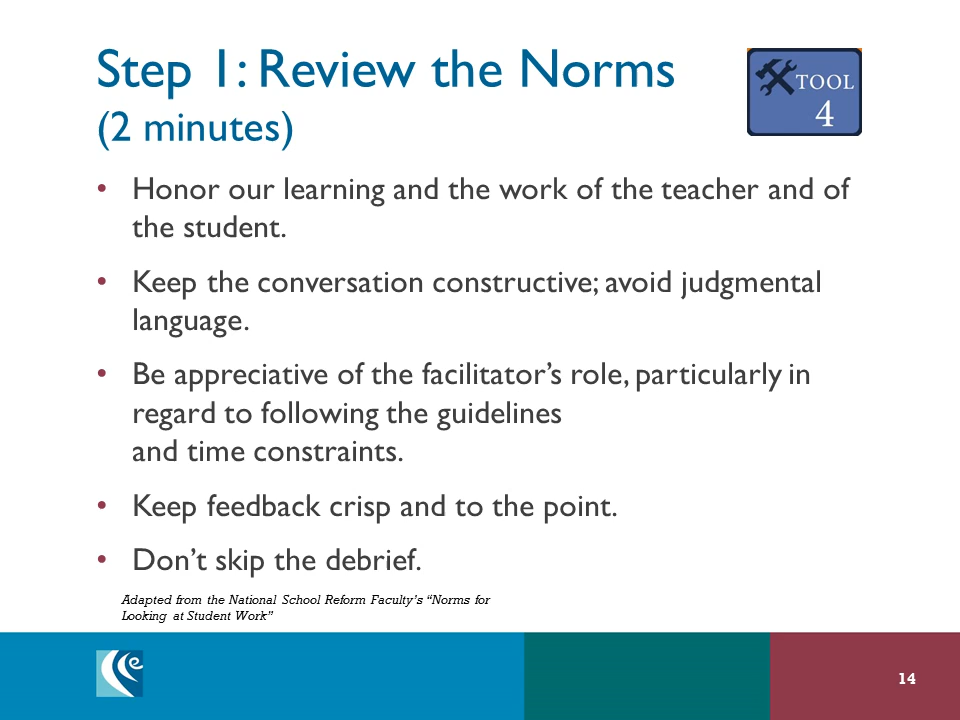 Step 1: Review the Norms
(2 minutes)
TOOL
4
• Honor our learning and the work of the teacher and of
the student.
• Keep the conversation constructive; avoid judgmental
language.
• Be appreciative of the facilitator’s role, particularly in
regard to following the guidelines
and time constraints.
• Keep feedback crisp and to the point.
• Don’t skip the debrief.
Adapted from the National School Reform Faculty’s “Norms for
Looking at Student Work”
14